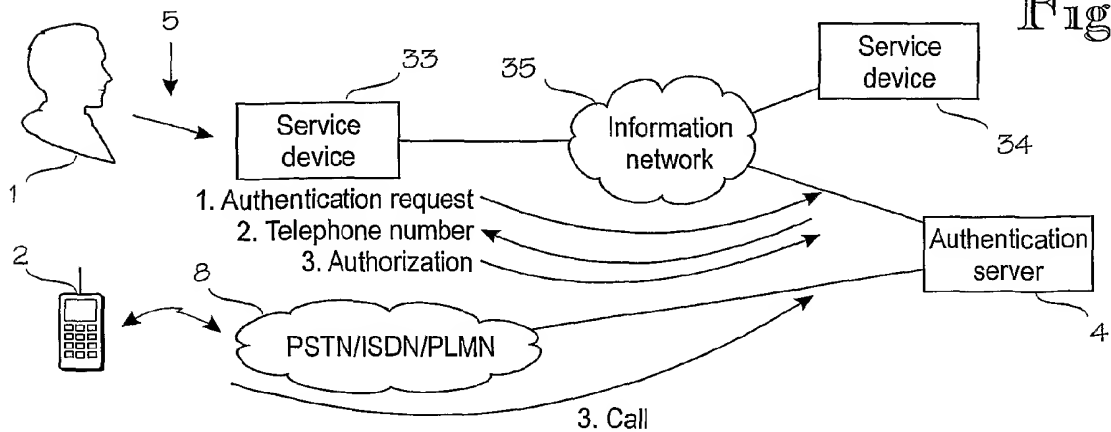 Fig
5
33
35
Service
device
34
Service
device
Information
network
1
1. Authentication request
2. Telephone number
3. Authorization
Authentication
server
4
2
8
PSTN/ISDN/PLMN
3. Call